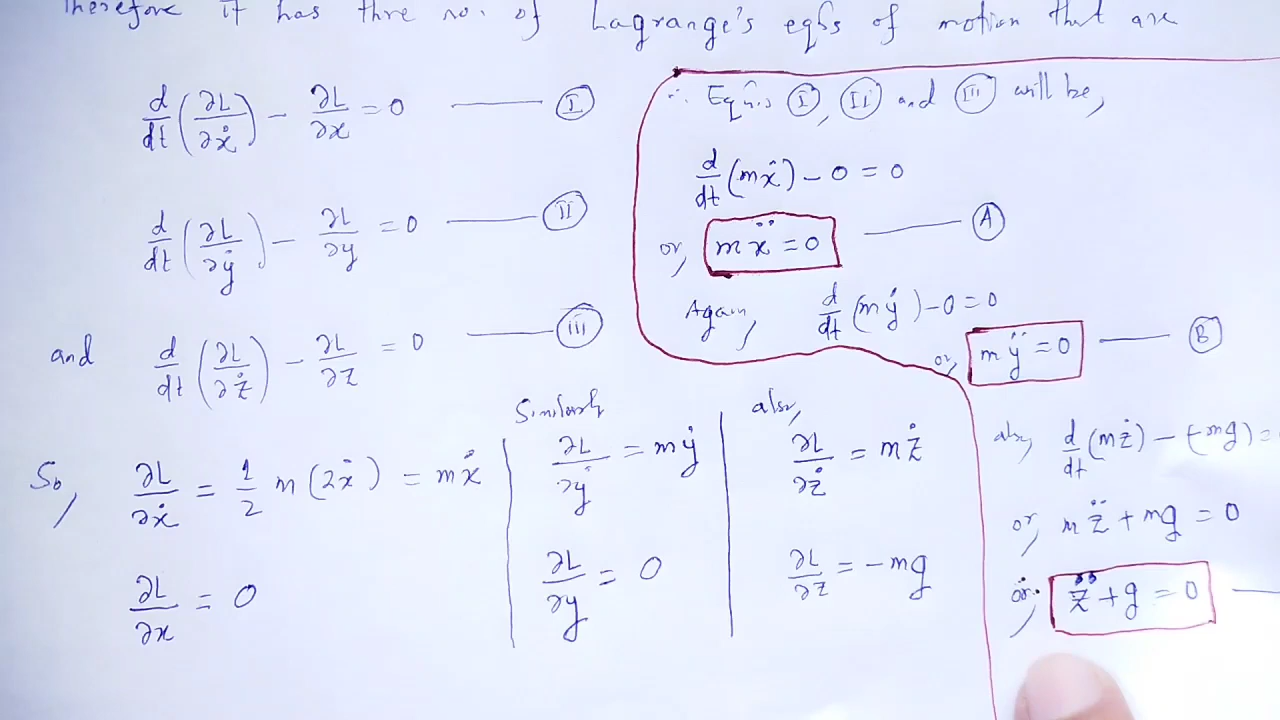 Therefore it has thre no. of Lagrange's eqns of motion that are
d/dt (∂L/∂ẋ) − ∂L/∂x = 0 —— (I)
d/dt (∂L/∂ẏ) − ∂L/∂y = 0 —— (II)
and d/dt (∂L/∂ż) − ∂L/∂z = 0 —— (III)
So, ∂L/∂ẋ = 1/2 m (2ẋ) = mẋ
∂L/∂x = 0
Similarly
∂L/∂ẏ = mẏ
∂L/∂y = 0
also,
∂L/∂ż = mż
∂L/∂z = −mg
∴ Eqn.s (I), (II) and (III) will be,
d/dt (mẋ) − 0 = 0
or, mẍ = 0 —— (A)
Again, d/dt (mẏ) − 0 = 0
or, mÿ = 0 —— (B)
also, d/dt (mż) − (−mg) =
or, mz̈ + mg = 0
or, z̈ + g = 0 ——